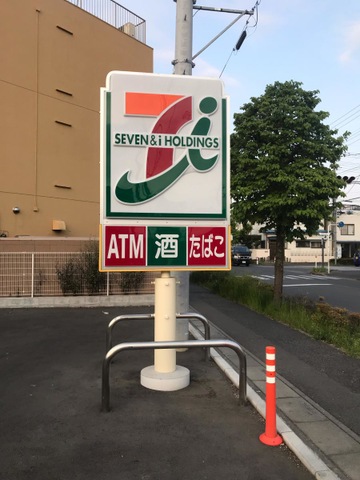 SEVEN & i HOLDINGS
ATM 酒 たばこ